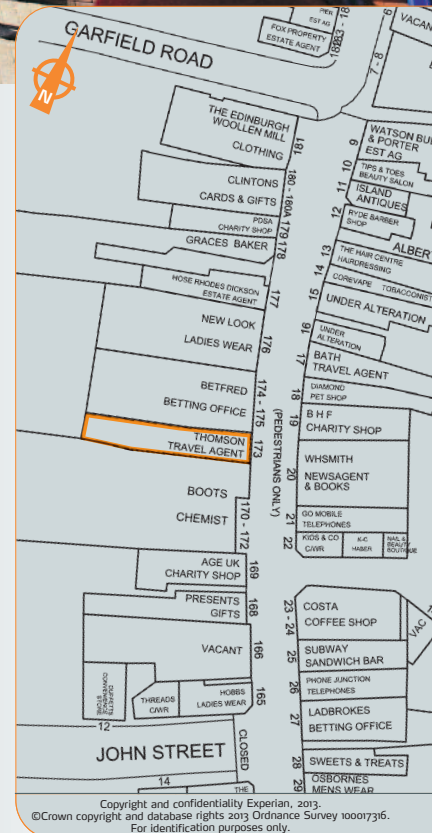 PIER
EST AG
FOX PROPERTY
ESTATE AGENT
GARFIELD ROAD
N
THE EDINBURGH
WOOLLEN MILL
CLOTHING
181
CLINTONS
CARDS & GIFTS
180 - 180A
PDSA
CHARITY SHOP
179
GRACES BAKER
178
HOSE RHODES DICKSON
ESTATE AGENT
177
NEW LOOK
LADIES WEAR
176
BETFRED
BETTING OFFICE
174 - 175
THOMSON
TRAVEL AGENT
173
(PEDESTRIANS ONLY)
BOOTS
CHEMIST
170 - 172
AGE UK
CHARITY SHOP
169
PRESENTS
GIFTS
168
VACANT
166
HOBBS
LADIES WEAR
165
THREADS
C/WR
CONVENIENCE
STORE
12
JOHN STREET
CLOSED
14
THE
6
VACAN
7 - 8
9
WATSON BU
& PORTER
EST AG
10
TIPS & TOES
BEAUTY SALON
11
ISLAND
ANTIQUES
12
RYDE BARBER
SHOP
ALBER
13
THE HAIR CENTRE
HAIRDRESSING
14
COREVAPE TOBACCONIST
15
UNDER ALTERATION
16
UNDER
ALTERATION
17
BATH
TRAVEL AGENT
18
DIAMOND
PET SHOP
19
B H F
CHARITY SHOP
20
WHSMITH
NEWSAGENT
& BOOKS
21
GO MOBILE
TELEPHONES
22
KIDS & CO
C/WR
K-C
HABER
NAIL &
BEAUTY
BOUTIQUE
23 - 24
COSTA
COFFEE SHOP
VAC
25
SUBWAY
SANDWICH BAR
26
PHONE JUNCTION
TELEPHONES
27
LADBROKES
BETTING OFFICE
28
SWEETS & TREATS
29
OSBORNES
MENS WEAR
Copyright and confidentiality Experian, 2013.
©Crown copyright and database rights 2013 Ordnance Survey 100017316.
For identification purposes only.